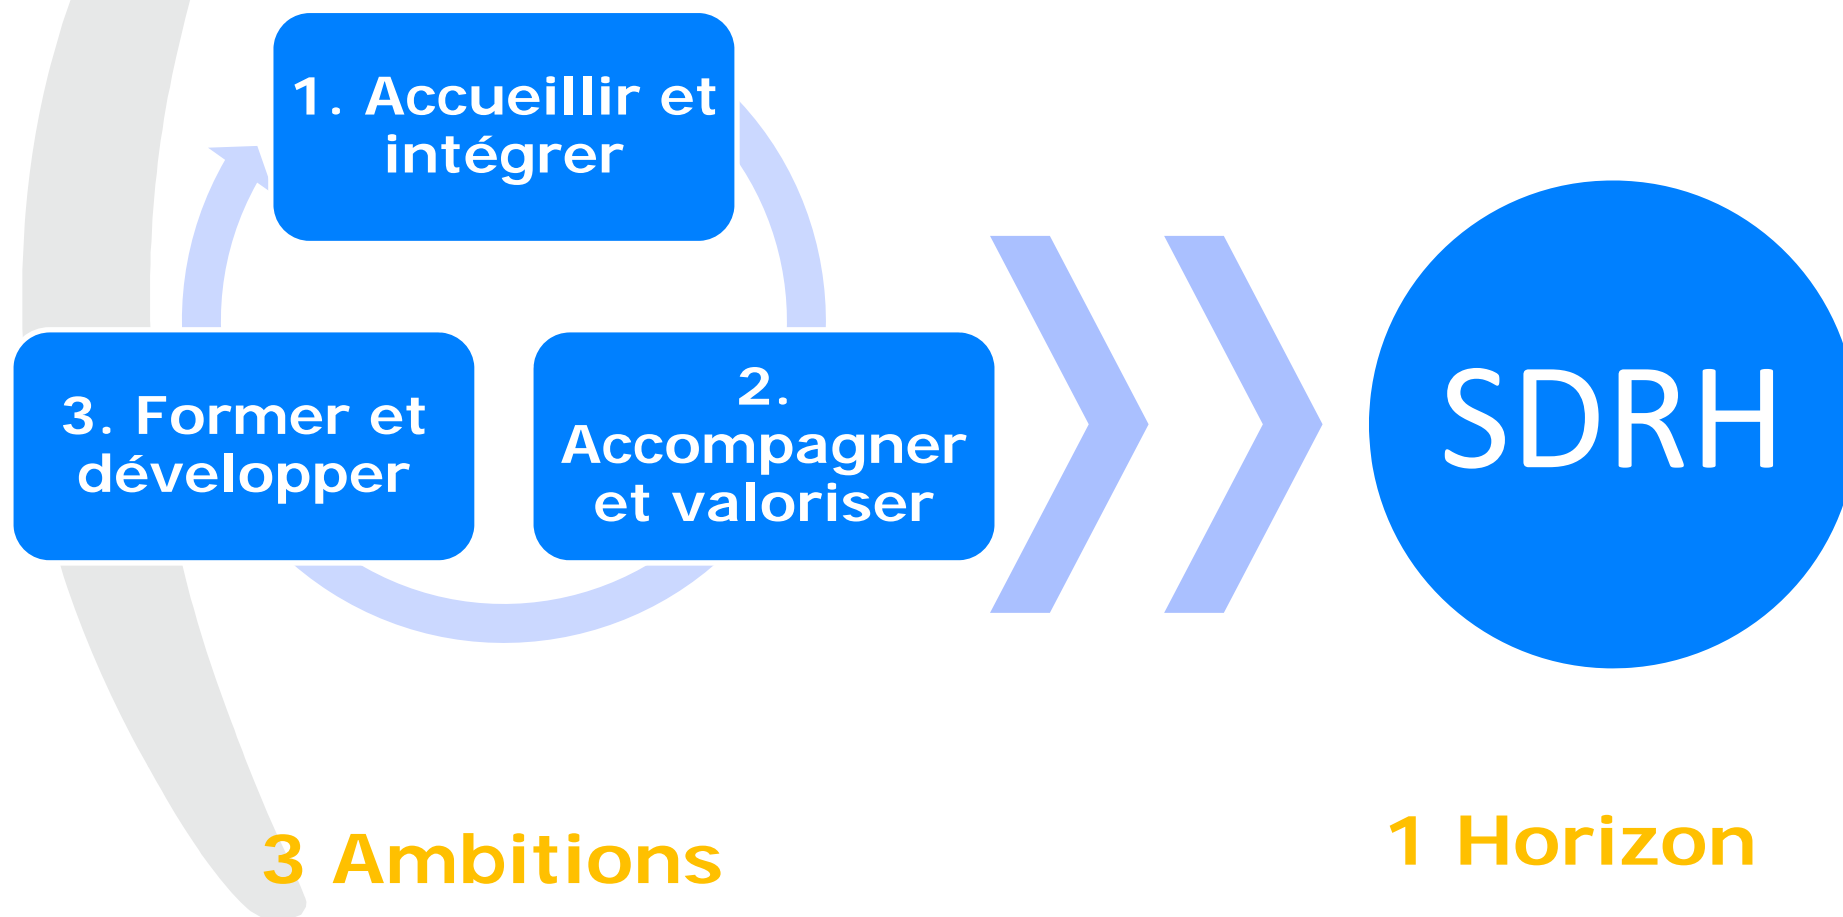 1. Accueillir et
intégrer
2.
Accompagner
et valoriser
3. Former et
développer
SDRH
3 Ambitions
1 Horizon